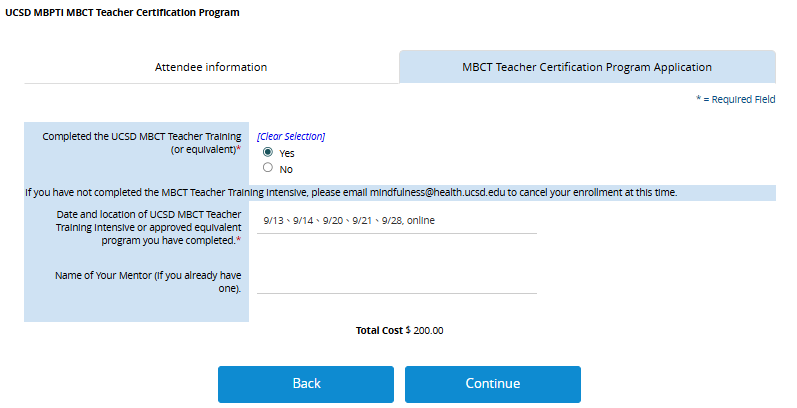 UCSD MBPTI MBCT Teacher Certification Program
Attendee information
MBCT Teacher Certification Program Application
* = Required Field
Completed the UCSD MBCT Teacher Training
(or equivalent)*
[Clear Selection]
Yes
No
If you have not completed the MBCT Teacher Training Intensive, please email mindfulness@health.ucsd.edu to cancel your enrollment at this time.
Date and location of UCSD MBCT Teacher
Training Intensive or approved equivalent
program you have completed.*
9/13、9/14、9/20、9/21、9/28, online
Name of Your Mentor (if you already have
one).
Total Cost $ 200.00
Back
Continue